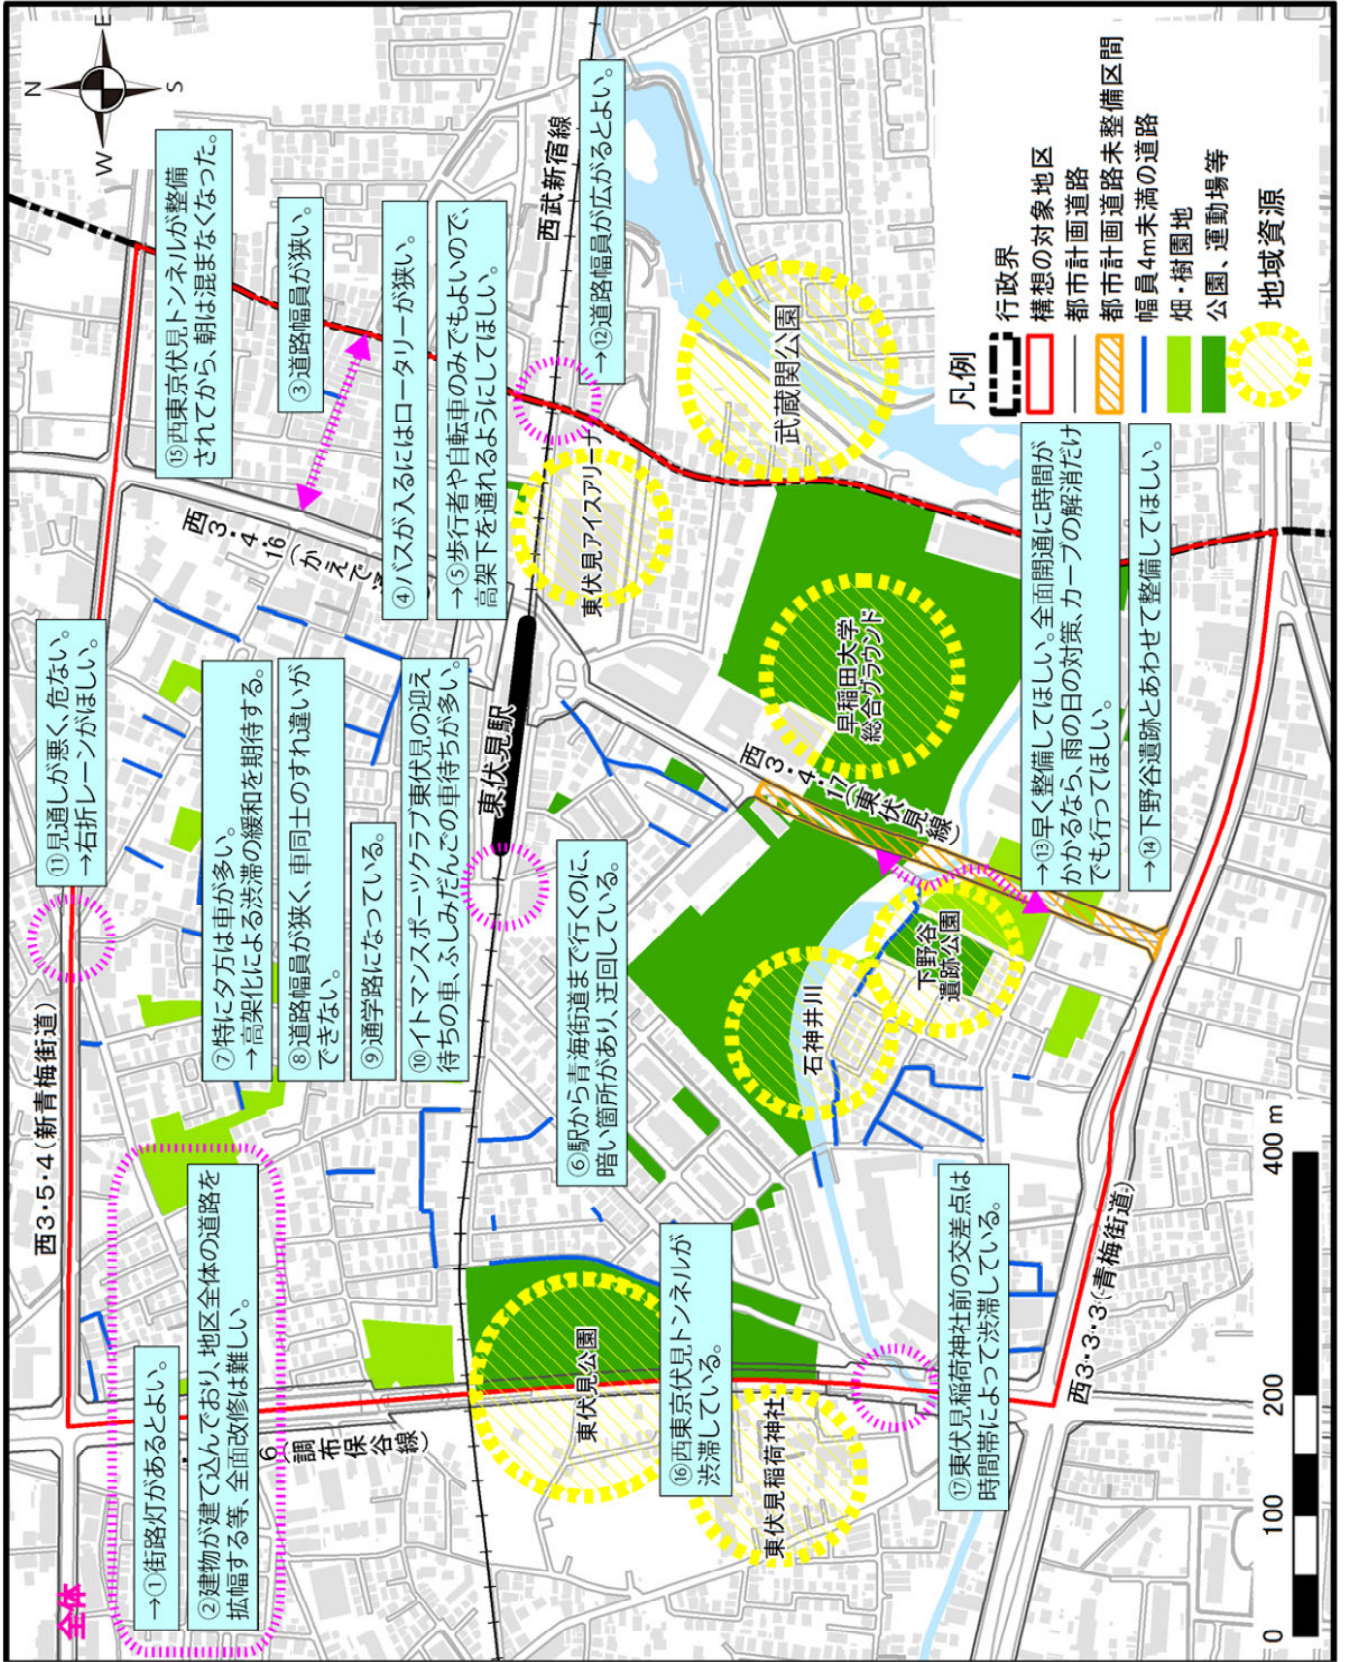 全体
→①街路灯があるとよい。
②建物が建て込んでおり、地区全体の道路を
拡幅する等、全面改修は難しい。
西3・5・4(新青梅街道)
⑪見通しが悪く、危ない。
→右折レーンがほしい。
⑮西東京伏見トンネルが整備
されてから、朝は混まなくなった。
N
E
S
W
③道路幅員が狭い。
④バスが入るにはロータリーが狭い。
→⑤歩行者や自転車のみでもよいので、
高架下を通れるようにしてほしい。
西3・4・16(かえで
⑦特に夕方は車が多い。
→高架化による渋滞の緩和を期待する。
⑧道路幅員が狭く、車同士のすれ違いが
できない。
⑨通学路になっている。
⑩イトマンスポーツクラブ東伏見の迎え
待ちの車、ふしみだんごの車待ちが多い。
6(調布保谷線)
東伏見駅
西武新宿線
→⑫道路幅員が広がるとよい。
東伏見アイスアリーナ
⑥駅から青海街道まで行くのに、
暗い箇所があり、迂回している。
東伏見公園
⑯西東京伏見トンネルが
渋滞している。
東伏見稲荷神社
武蔵関公園
早稲田大学
総合グラウンド
西3・4・17(東伏見線)
石神井川
下野谷
遺跡公園
⑰東伏見稲荷神社前の交差点は
時間帯によって渋滞している。
→⑬早く整備してほしい。全面開通に時間が
かかるなら、雨の日の対策、カーブの解消だけ
でも行ってほしい。
→⑭下野谷遺跡とあわせて整備してほしい。
西3・3・3(青梅街道)
凡例
行政界
構想の対象地区
都市計画道路
都市計画道路未整備区間
幅員4m未満の道路
畑・樹園地
公園、運動場等
地域資源
0 100 200 400 m